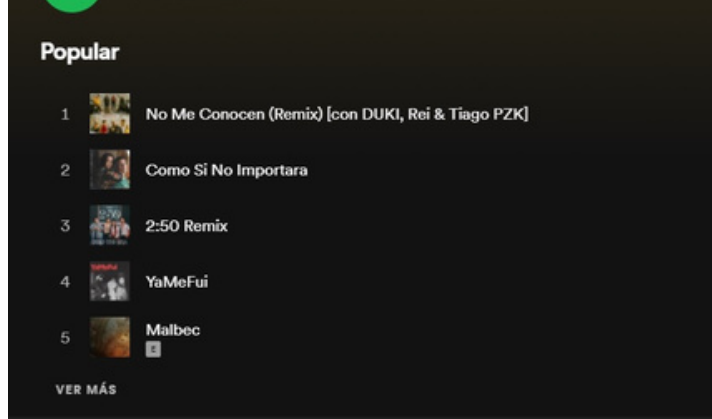 Popular
1 No Me Conocen (Remix) [con DUKI, Rei & Tiago PZK]
2 Como Si No Importara
3 2:50 Remix
4 YaMeFui
5 Malbec
E
VER MÁS